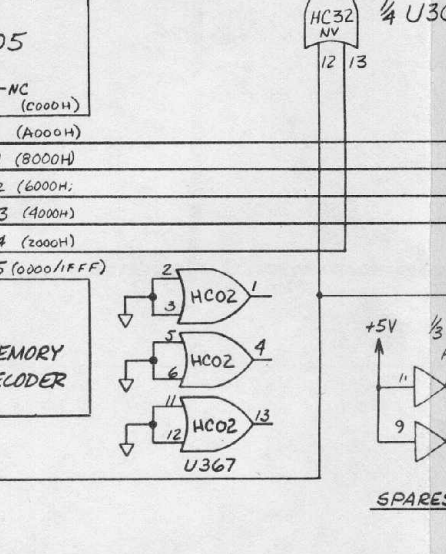 HC32
NV
1/4 U36
12 13
05
-NC
(C000H)
(A000H)
(8000H)
2 (6000H;
3 (4000H)
4 (2000H)
5 (0000/1FFF)
2
HC02
1
3
5
HC02
4
6
11
HC02
13
12
U367
EMORY
ECODER
+5V
1/3
11
9
SPARES